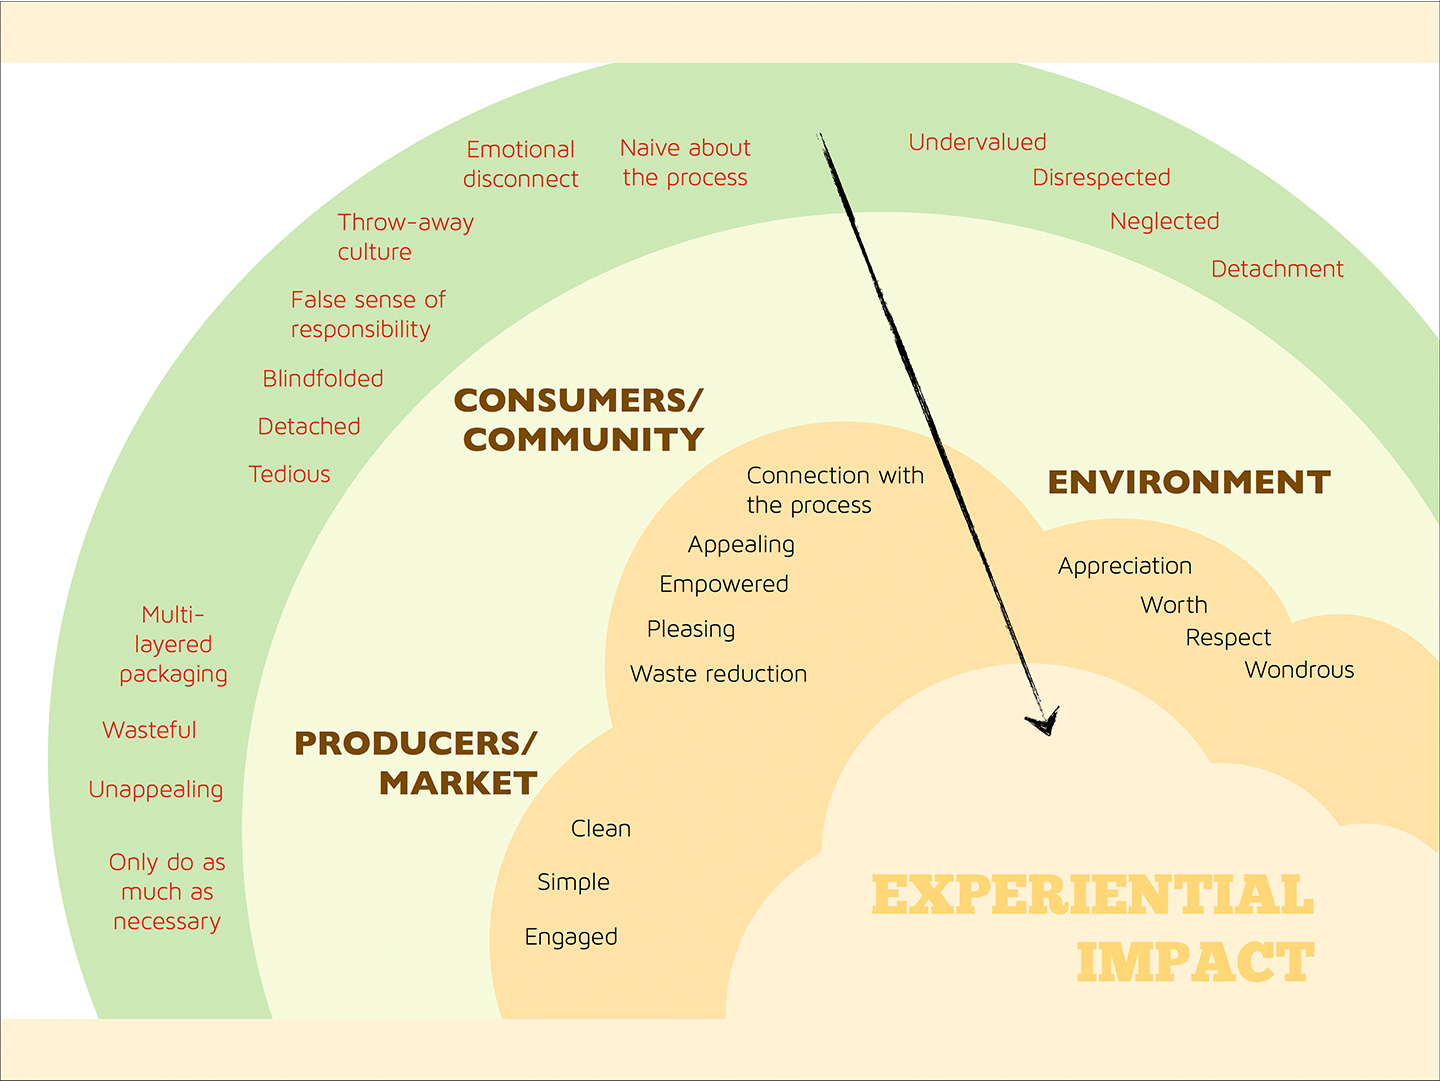 Emotional
disconnect
Naive about
the process
Undervalued
Disrespected
Neglected
Detachment
Throw-away
culture
False sense of
responsibility
Blindfolded
Detached
Tedious
CONSUMERS/
COMMUNITY
Connection with
the process
Appealing
Empowered
Pleasing
Waste reduction
ENVIRONMENT
Appreciation
Worth
Respect
Wondrous
Multi-
layered
packaging
Wasteful
Unappealing
Only do as
much as
necessary
PRODUCERS/
MARKET
Clean
Simple
Engaged
EXPERIENTIAL
IMPACT